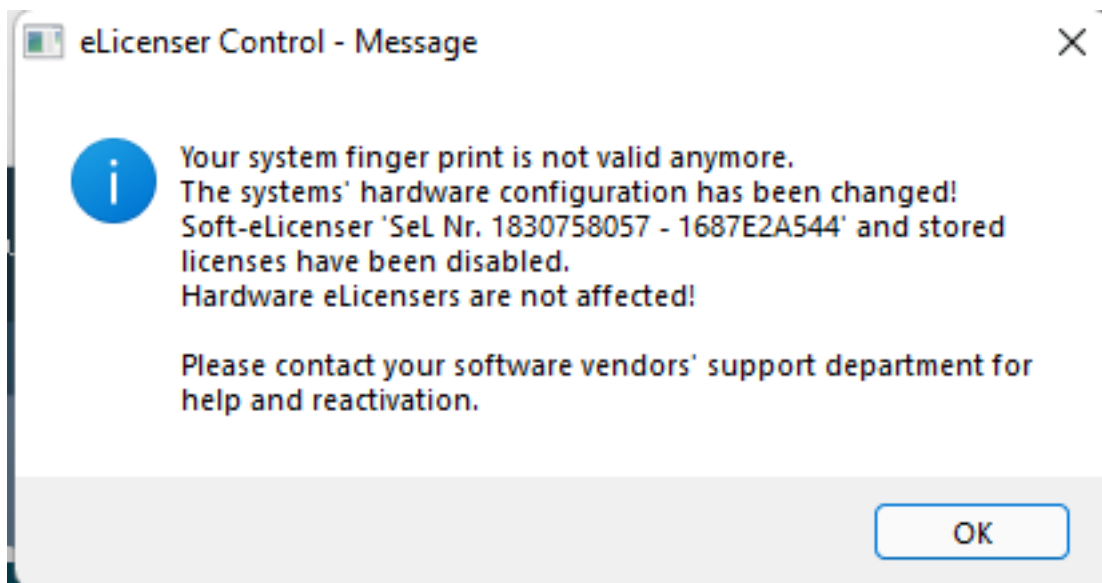 eLicenser Control - Message
Your system finger print is not valid anymore.
The systems' hardware configuration has been changed!
Soft-eLicenser 'SeL Nr. 1830758057 - 1687E2A544' and stored
licenses have been disabled.
Hardware eLicensers are not affected!
Please contact your software vendors' support department for
help and reactivation.
OK